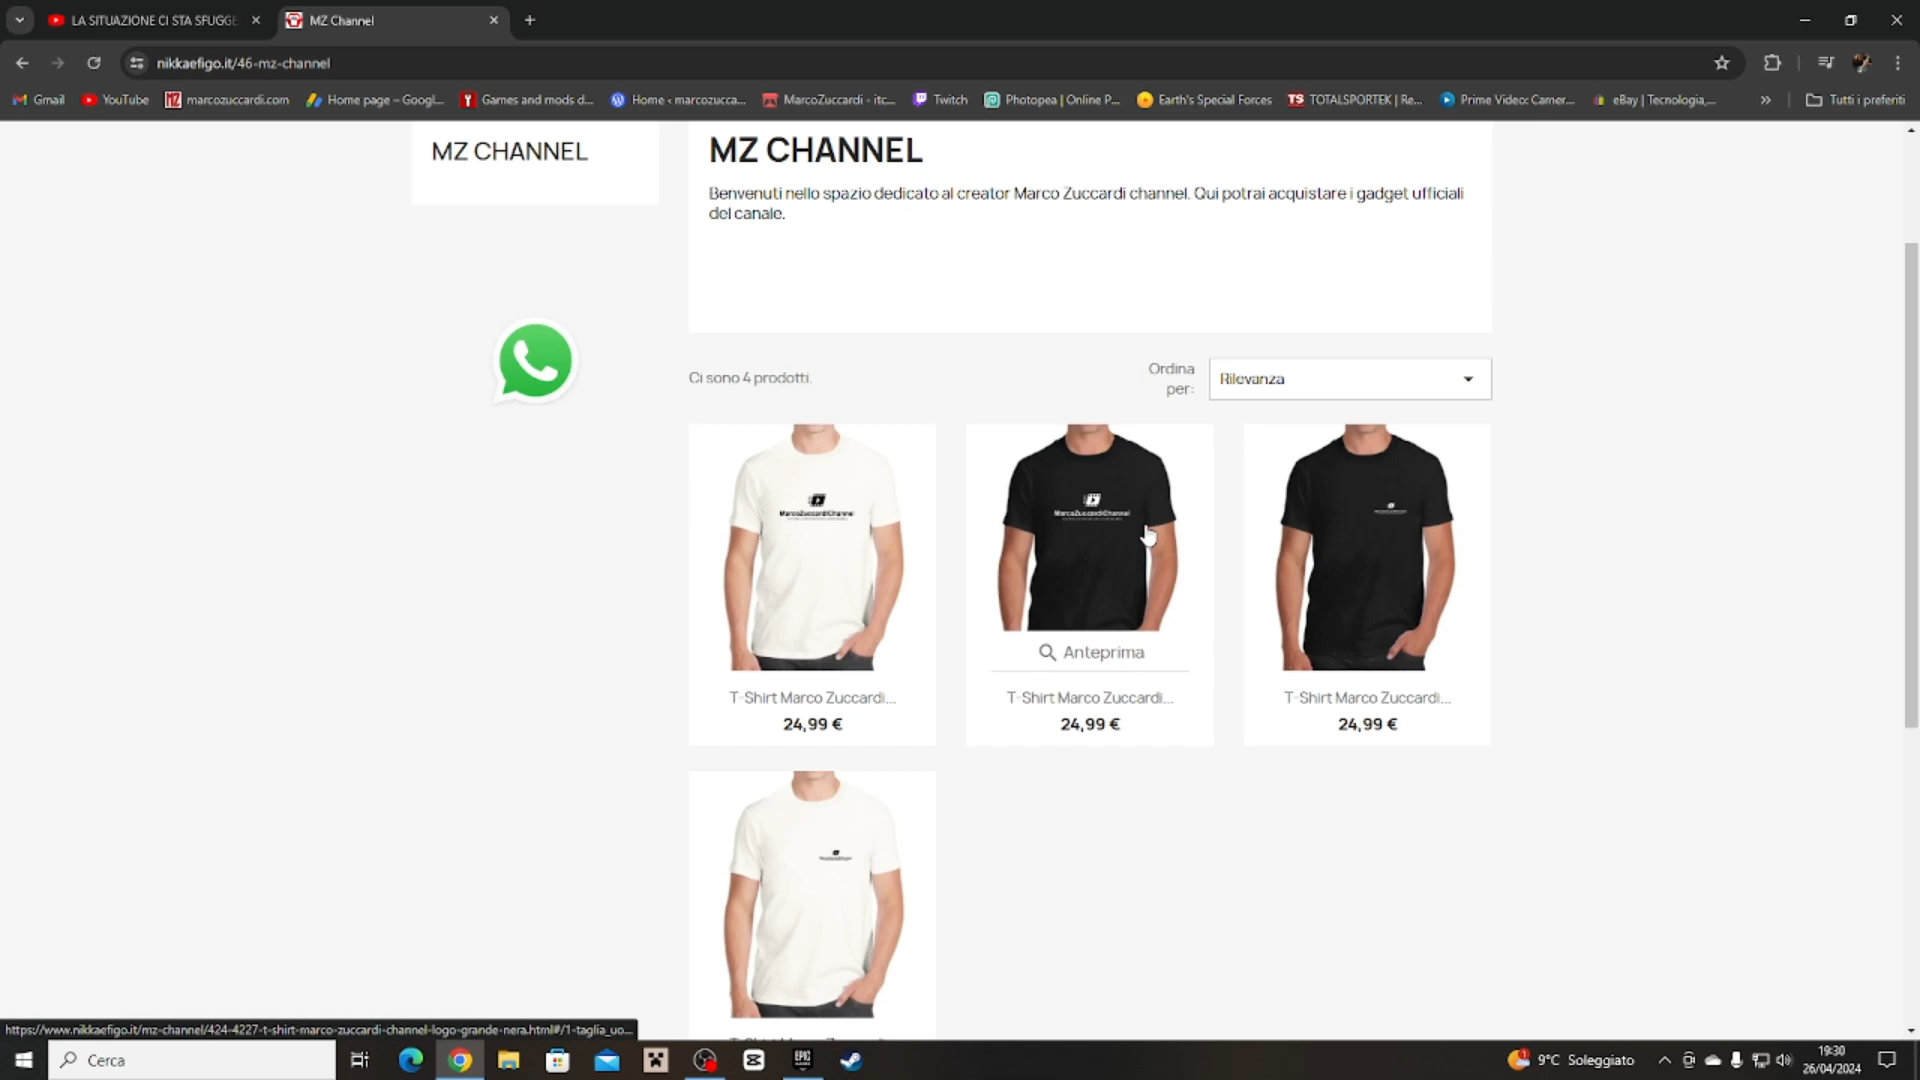 LA SITUAZIONE CI STA SFUGGE
MZ Channel
nikkaefigo.it/46-mz-channel
Gmail
YouTube
marcozuccardi.com
Home page – Googl...
Games and mods d...
Home ‹ marcozucca...
MarcoZuccardi - itc...
Twitch
Photopea | Online P...
Earth's Special Forces
TOTALSPORTEK | Re...
Prime Video: Camer...
eBay | Tecnologia,...
»
Tutti i preferiti
MZ CHANNEL
MZ CHANNEL
Benvenuti nello spazio dedicato al creator Marco Zuccardi channel. Qui potrai acquistare i gadget ufficiali
del canale.
Ci sono 4 prodotti.
Ordina
per:
Rilevanza
MarcoZuccardiChannel
MarcoZuccardiChannel
Anteprima
T-Shirt Marco Zuccardi...
T-Shirt Marco Zuccardi...
T-Shirt Marco Zuccardi...
24,99 €
24,99 €
24,99 €
https://www.nikkaefigo.it/mz-channel/424-4227-t-shirt-marco-zuccardi-channel-logo-grande-nera.html#/1-taglia_uo...
Cerca
EPIC
9°C Soleggiato
19:30
26/04/2024